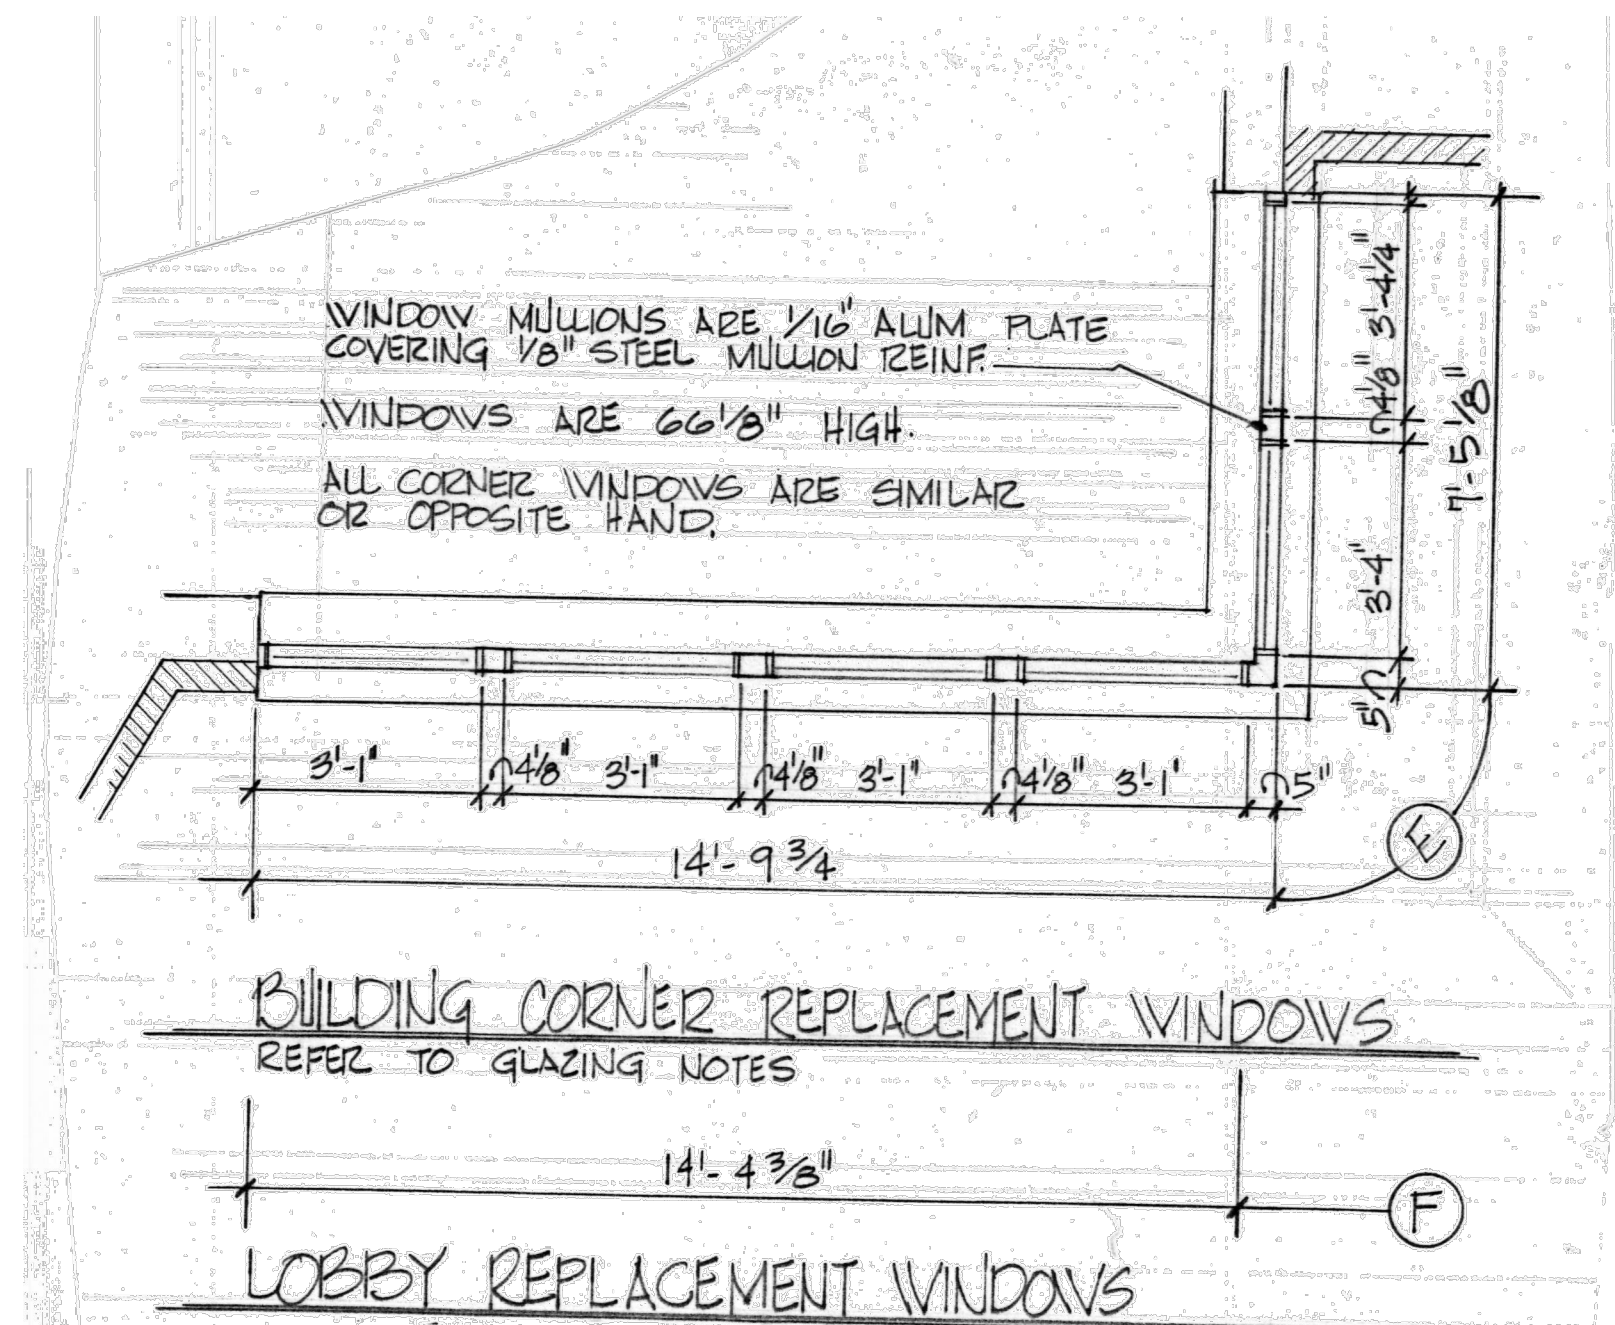 WINDOW MULLIONS ARE 1/16" ALUM PLATE
COVERING 1/8" STEEL MULLION REINF.
WINDOWS ARE 66 1/8" HIGH.
ALL CORNER WINDOWS ARE SIMILAR
OR OPPOSITE HAND.
3'-4 1/4"
4 1/8"
7'-5 1/8"
3'-4"
5"
3'-1" 4 1/8" 3'-1" 4 1/8" 3'-1" 4 1/8" 3'-1' 5"
14'-9 3/4
E
BUILDING CORNER REPLACEMENT WINDOWS
REFER TO GLAZING NOTES
14'-4 3/8"
F
LOBBY REPLACEMENT WINDOWS